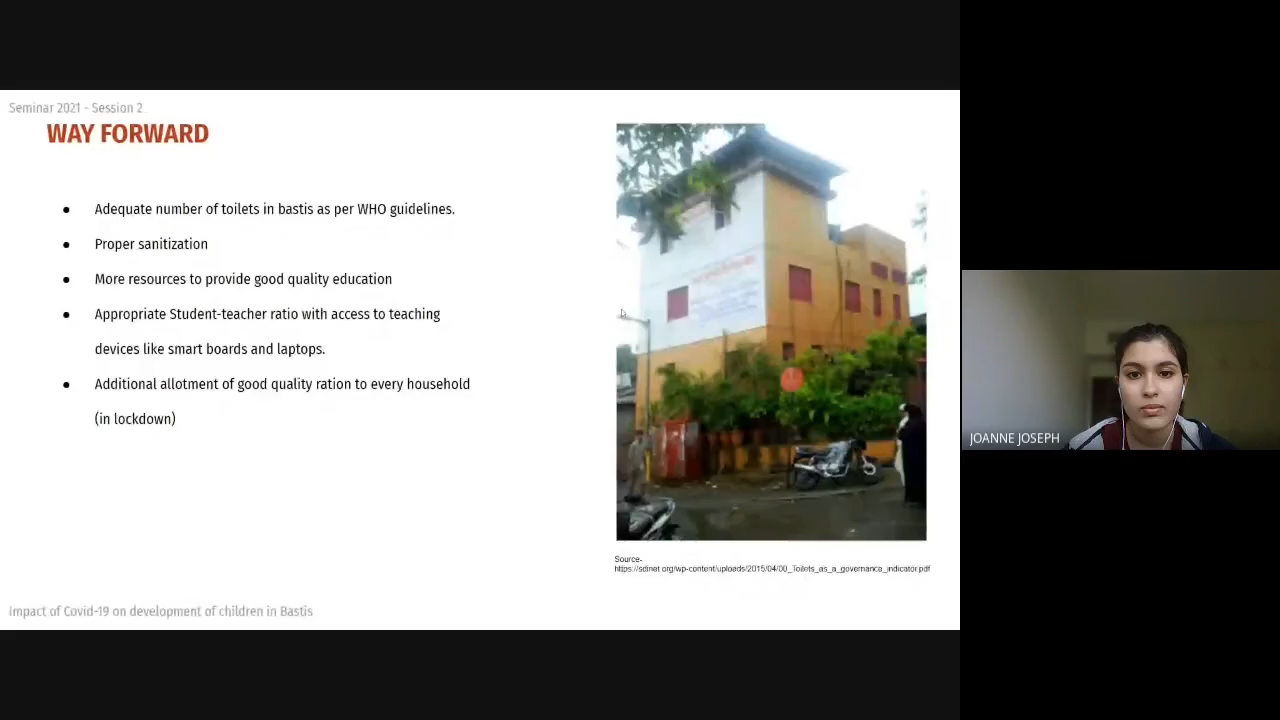 Seminar 2021 - Session 2
WAY FORWARD
● Adequate number of toilets in bastis as per WHO guidelines.
● Proper sanitization
● More resources to provide good quality education
● Appropriate Student-teacher ratio with access to teaching
devices like smart boards and laptops.
● Additional allotment of good quality ration to every household
(in lockdown)
Source-
https://sdinet.org/wp-content/uploads/2015/04/00_Toilets_as_a_governance_indicator.pdf
Impact of Covid-19 on development of children in Bastis
JOANNE JOSEPH